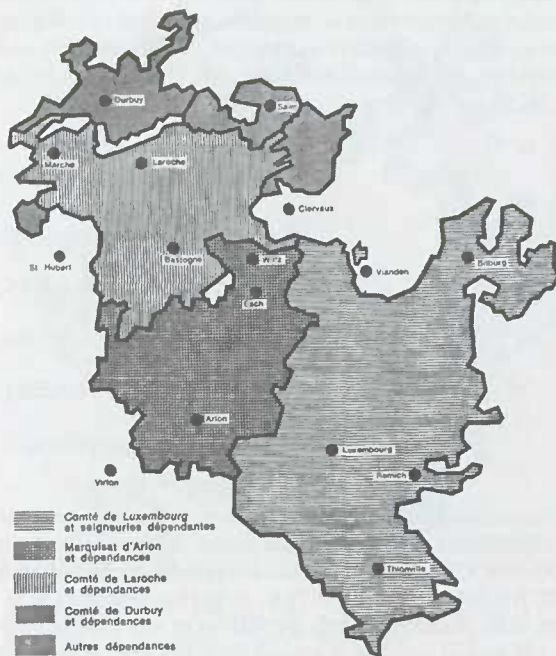 Durbuy
Salm
Marche
Laroche
Clervaux
St. Hubert
Bastogne
Wiltz
Vianden
Bitburg
Esch
Arlon
Luxembourg
Virton
Remich
Thionville
Comté de Luxembourg
et seigneuries dépendantes
Marquisat d'Arlon
et dépendances
Comté de Laroche
et dépendances
Comté de Durbuy
et dépendances
Autres dépendances